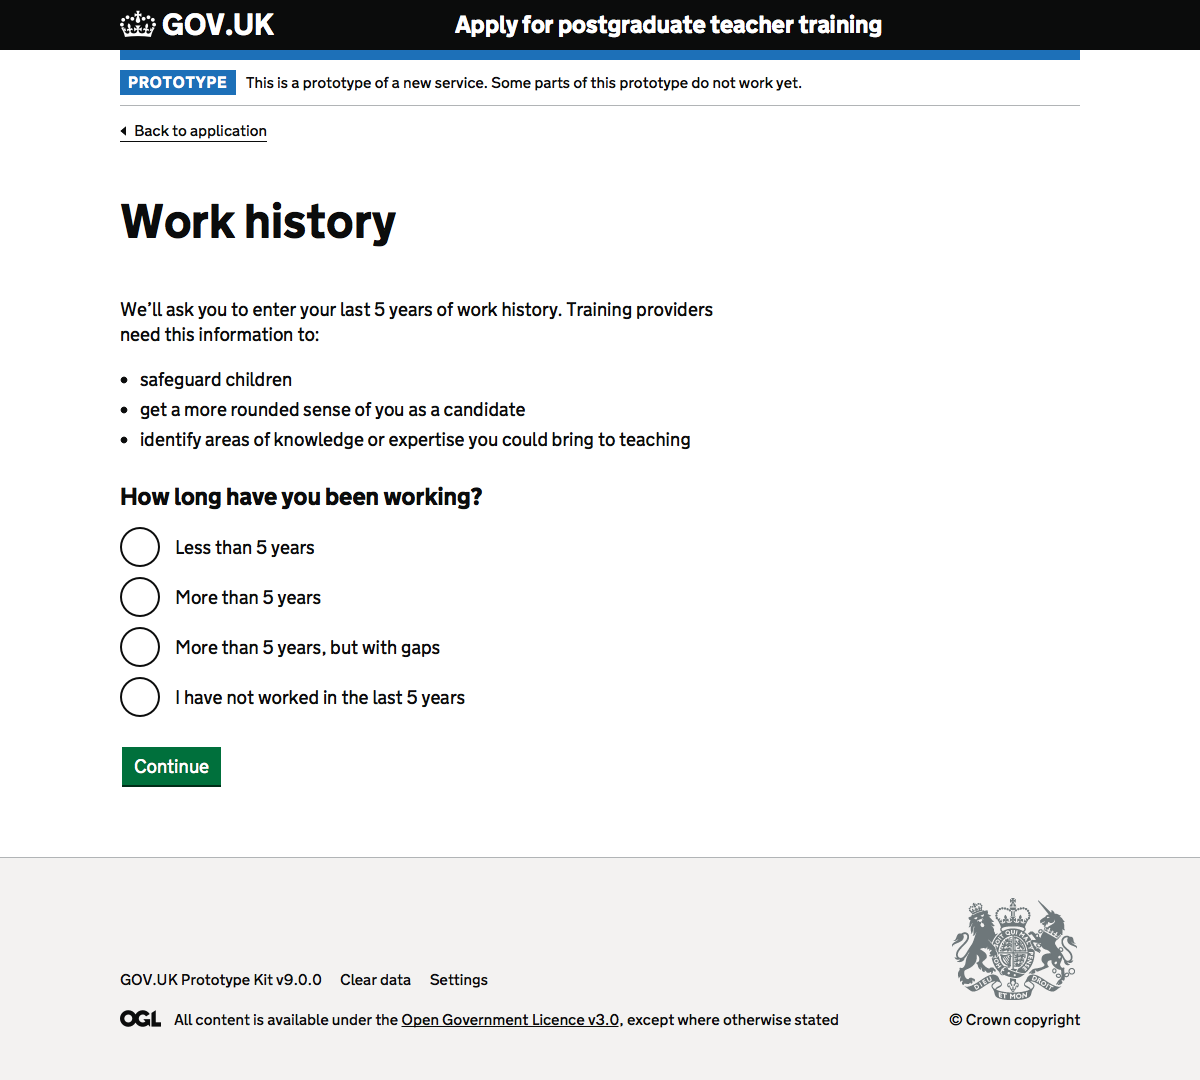 GOV.UK
Apply for postgraduate teacher training
PROTOTYPE This is a prototype of a new service. Some parts of this prototype do not work yet.
Back to application
Work history
We’ll ask you to enter your last 5 years of work history. Training providers
need this information to:
• safeguard children
• get a more rounded sense of you as a candidate
• identify areas of knowledge or expertise you could bring to teaching
How long have you been working?
Less than 5 years
More than 5 years
More than 5 years, but with gaps
I have not worked in the last 5 years
Continue
GOV.UK Prototype Kit v9.0.0 Clear data Settings
OGL All content is available under the Open Government Licence v3.0, except where otherwise stated
DIEU ET MON DROIT
© Crown copyright